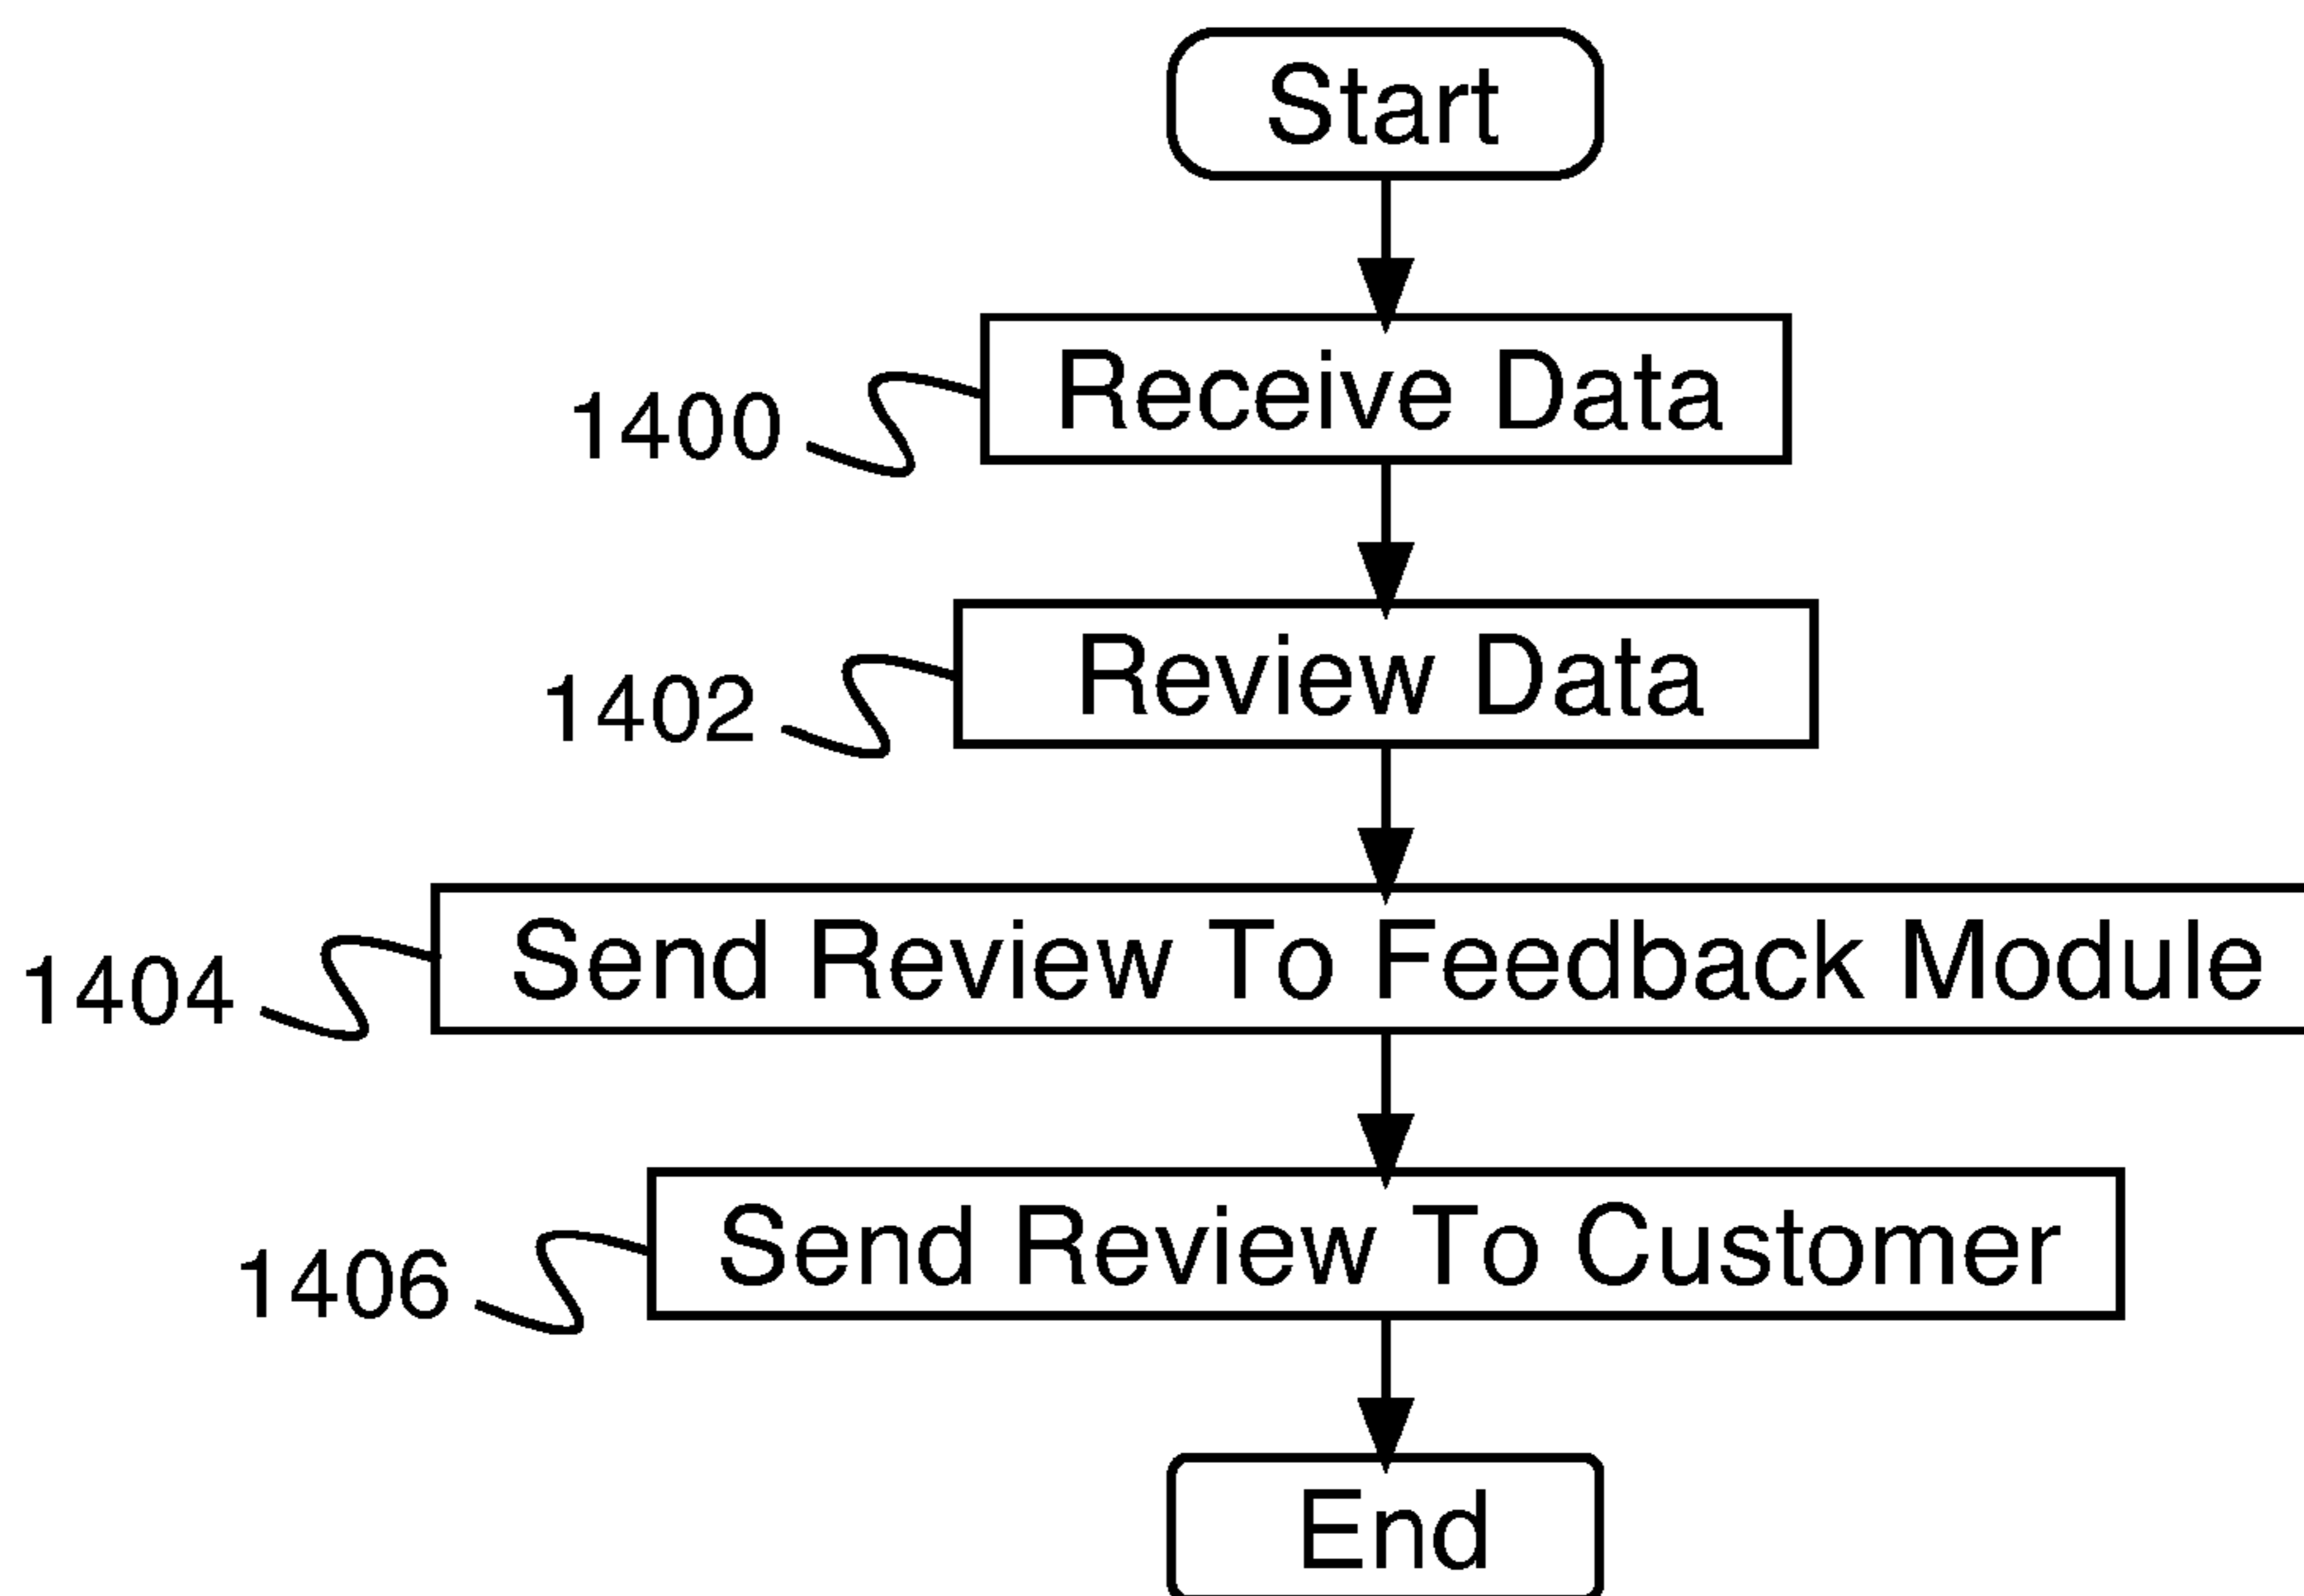 Start
Receive Data
1400
Review Data
1402
Send Review To Feedback Module
1404
Send Review To Customer
1406
End